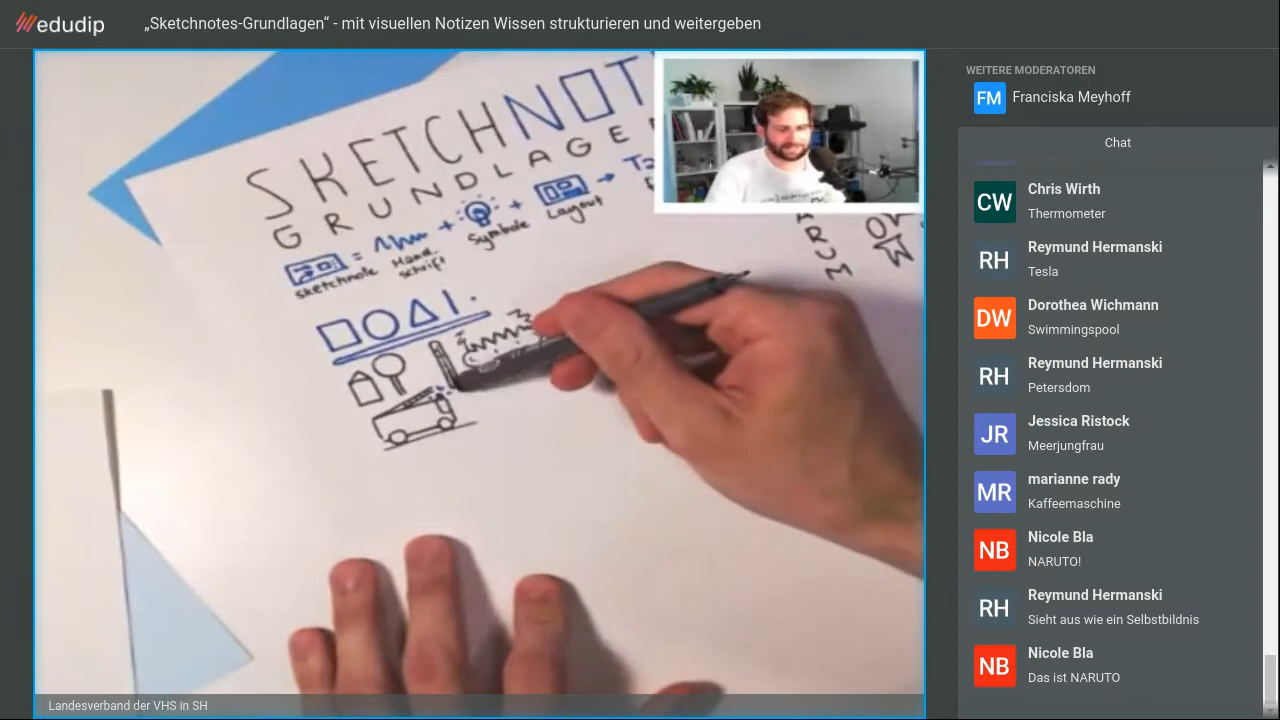 edudip
„Sketchnotes-Grundlagen“ - mit visuellen Notizen Wissen strukturieren und weitergeben
SKETCHNOT
GRUNDLAGE
sketchnote = Handschrift + Symbole + Layout
WARUM
Landesverband der VHS in SH
WEITERE MODERATOREN
FM Franciska Meyhoff
Chat
CW Chris Wirth
Thermometer
RH Reymund Hermanski
Tesla
DW Dorothea Wichmann
Swimmingspool
RH Reymund Hermanski
Petersdom
JR Jessica Ristock
Meerjungfrau
MR marianne rady
Kaffeemaschine
NB Nicole Bla
NARUTO!
RH Reymund Hermanski
Sieht aus wie ein Selbstbildnis
NB Nicole Bla
Das ist NARUTO